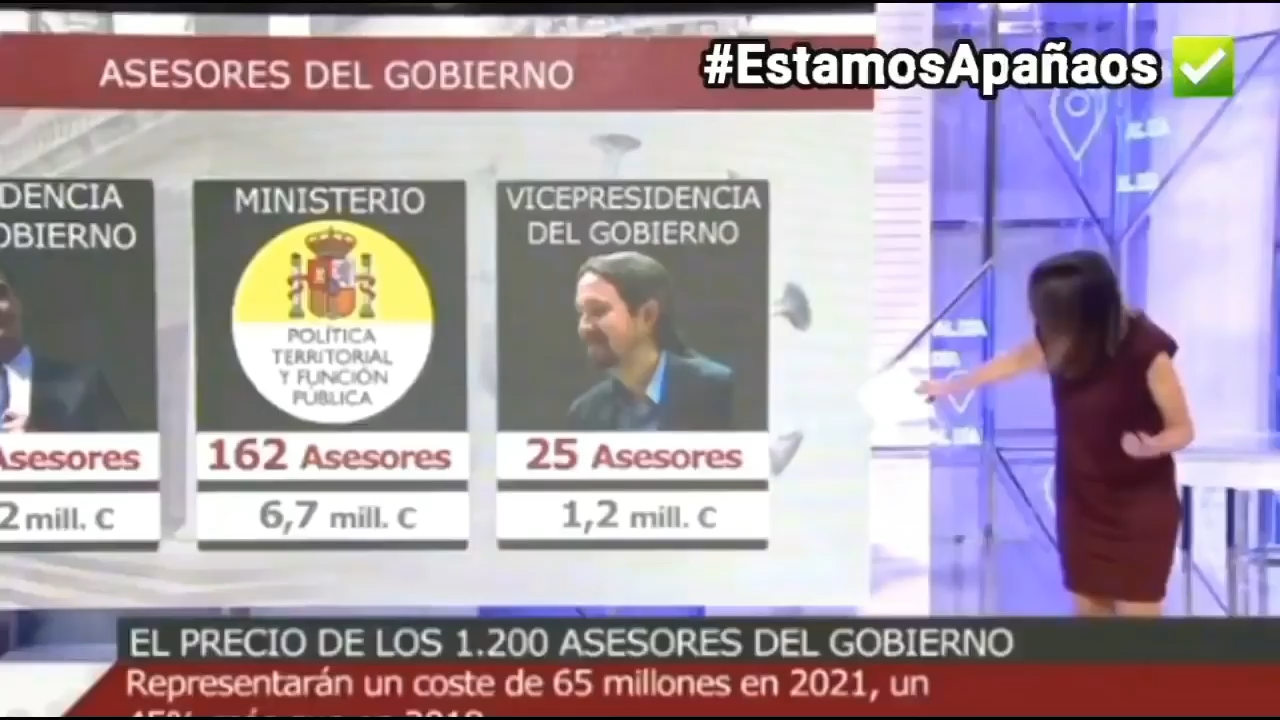 #EstamosApañaos
ASESORES DEL GOBIERNO
DENCIA
OBIERNO
Asesores
2 mill. C
MINISTERIO
POLÍTICA
TERRITORIAL
Y FUNCIÓN
PÚBLICA
162 Asesores
6,7 mill. C
VICEPRESIDENCIA
DEL GOBIERNO
25 Asesores
1,2 mill. C
EL PRECIO DE LOS 1.200 ASESORES DEL GOBIERNO
Representarán un coste de 65 millones en 2021, un